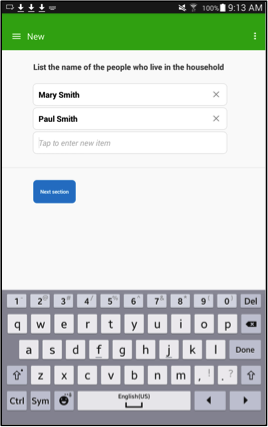 100% 9:13 AM
New
List the name of the people who live in the household
Mary Smith
Paul Smith
Tap to enter new item
Next section
1 2@ 3# 4/ 5% 6^ 7& 8* 9( 0) Del
q w e r t y u i o p
a s d f g h j k l Done
z x c v b n m , ! . ?
Ctrl Sym English(US)